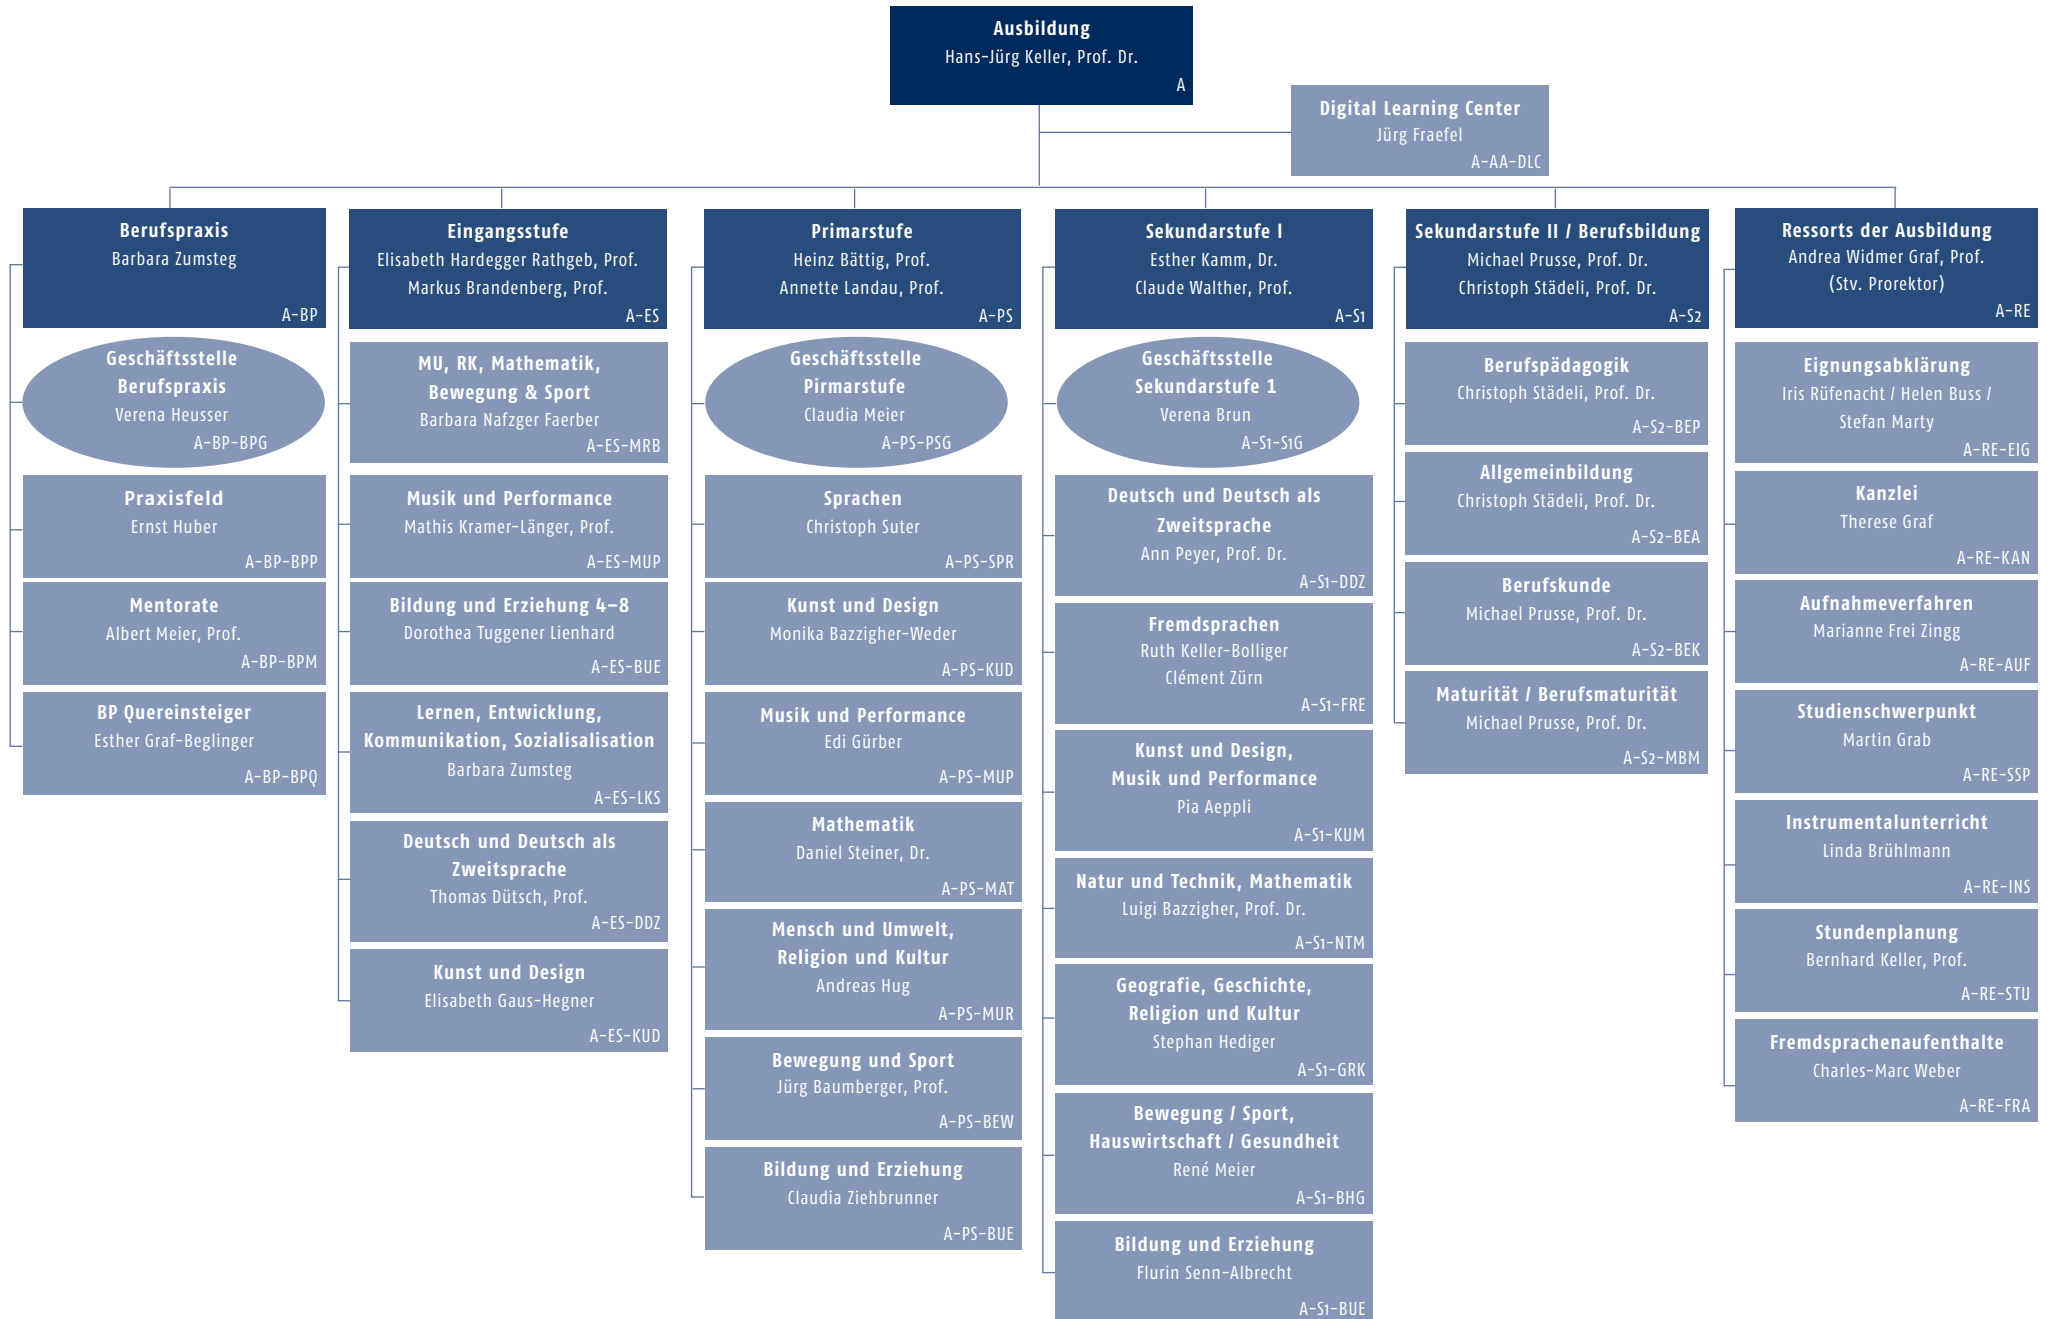 Ausbildung
Hans-Jürg Keller, Prof. Dr.
A
Digital Learning Center
Jürg Fraefel
A-AA-DLC
Berufspraxis
Barbara Zumsteg
A-BP
Geschäftsstelle
Berufspraxis
Verena Heusser
A-BP-BPG
Praxisfeld
Ernst Huber
A-BP-BPP
Mentorate
Albert Meier, Prof.
A-BP-BPM
BP Quereinsteiger
Esther Graf-Beglinger
A-BP-BPQ
Eingangsstufe
Elisabeth Hardegger Rathgeb, Prof.
Markus Brandenberg, Prof.
A-ES
MU, RK, Mathematik,
Bewegung & Sport
Barbara Nafzger Faerber
A-ES-MRB
Musik und Performance
Mathis Kramer-Länger, Prof.
A-ES-MUP
Bildung und Erziehung 4–8
Dorothea Tuggener Lienhard
A-ES-BUE
Lernen, Entwicklung,
Kommunikation, Sozialisalisation
Barbara Zumsteg
A-ES-LKS
Deutsch und Deutsch als
Zweitsprache
Thomas Dütsch, Prof.
A-ES-DDZ
Kunst und Design
Elisabeth Gaus-Hegner
A-ES-KUD
Primarstufe
Heinz Bättig, Prof.
Annette Landau, Prof.
A-PS
Geschäftsstelle
Pirmarstufe
Claudia Meier
A-PS-PSG
Sprachen
Christoph Suter
A-PS-SPR
Kunst und Design
Monika Bazzigher-Weder
A-PS-KUD
Musik und Performance
Edi Gürber
A-PS-MUP
Mathematik
Daniel Steiner, Dr.
A-PS-MAT
Mensch und Umwelt,
Religion und Kultur
Andreas Hug
A-PS-MUR
Bewegung und Sport
Jürg Baumberger, Prof.
A-PS-BEW
Bildung und Erziehung
Claudia Ziehbrunner
A-PS-BUE
Sekundarstufe I
Esther Kamm, Dr.
Claude Walther, Prof.
A-S1
Geschäftsstelle
Sekundarstufe 1
Verena Brun
A-S1-S1G
Deutsch und Deutsch als
Zweitsprache
Ann Peyer, Prof. Dr.
A-S1-DDZ
Fremdsprachen
Ruth Keller-Bolliger
Clément Zürn
A-S1-FRE
Kunst und Design,
Musik und Performance
Pia Aeppli
A-S1-KUM
Natur und Technik, Mathematik
Luigi Bazzigher, Prof. Dr.
A-S1-NTM
Geografie, Geschichte,
Religion und Kultur
Stephan Hediger
A-S1-GRK
Bewegung / Sport,
Hauswirtschaft / Gesundheit
René Meier
A-S1-BHG
Bildung und Erziehung
Flurin Senn-Albrecht
A-S1-BUE
Sekundarstufe II / Berufsbildung
Michael Prusse, Prof. Dr.
Christoph Städeli, Prof. Dr.
A-S2
Berufspädagogik
Christoph Städeli, Prof. Dr.
A-S2-BEP
Allgemeinbildung
Christoph Städeli, Prof. Dr.
A-S2-BEA
Berufskunde
Michael Prusse, Prof. Dr.
A-S2-BEK
Maturität / Berufsmaturität
Michael Prusse, Prof. Dr.
A-S2-MBM
Ressorts der Ausbildung
Andrea Widmer Graf, Prof.
(Stv. Prorektor)
A-RE
Eignungsabklärung
Iris Rüfenacht / Helen Buss /
Stefan Marty
A-RE-EIG
Kanzlei
Therese Graf
A-RE-KAN
Aufnahmeverfahren
Marianne Frei Zingg
A-RE-AUF
Studienschwerpunkt
Martin Grab
A-RE-SSP
Instrumentalunterricht
Linda Brühlmann
A-RE-INS
Stundenplanung
Bernhard Keller, Prof.
A-RE-STU
Fremdsprachenaufenthalte
Charles-Marc Weber
A-RE-FRA